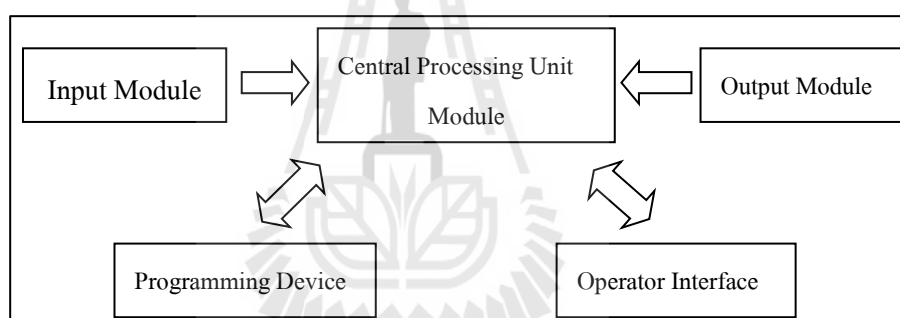 Input Module
Central Processing Unit
Module
Output Module
Programming Device
Operator Interface